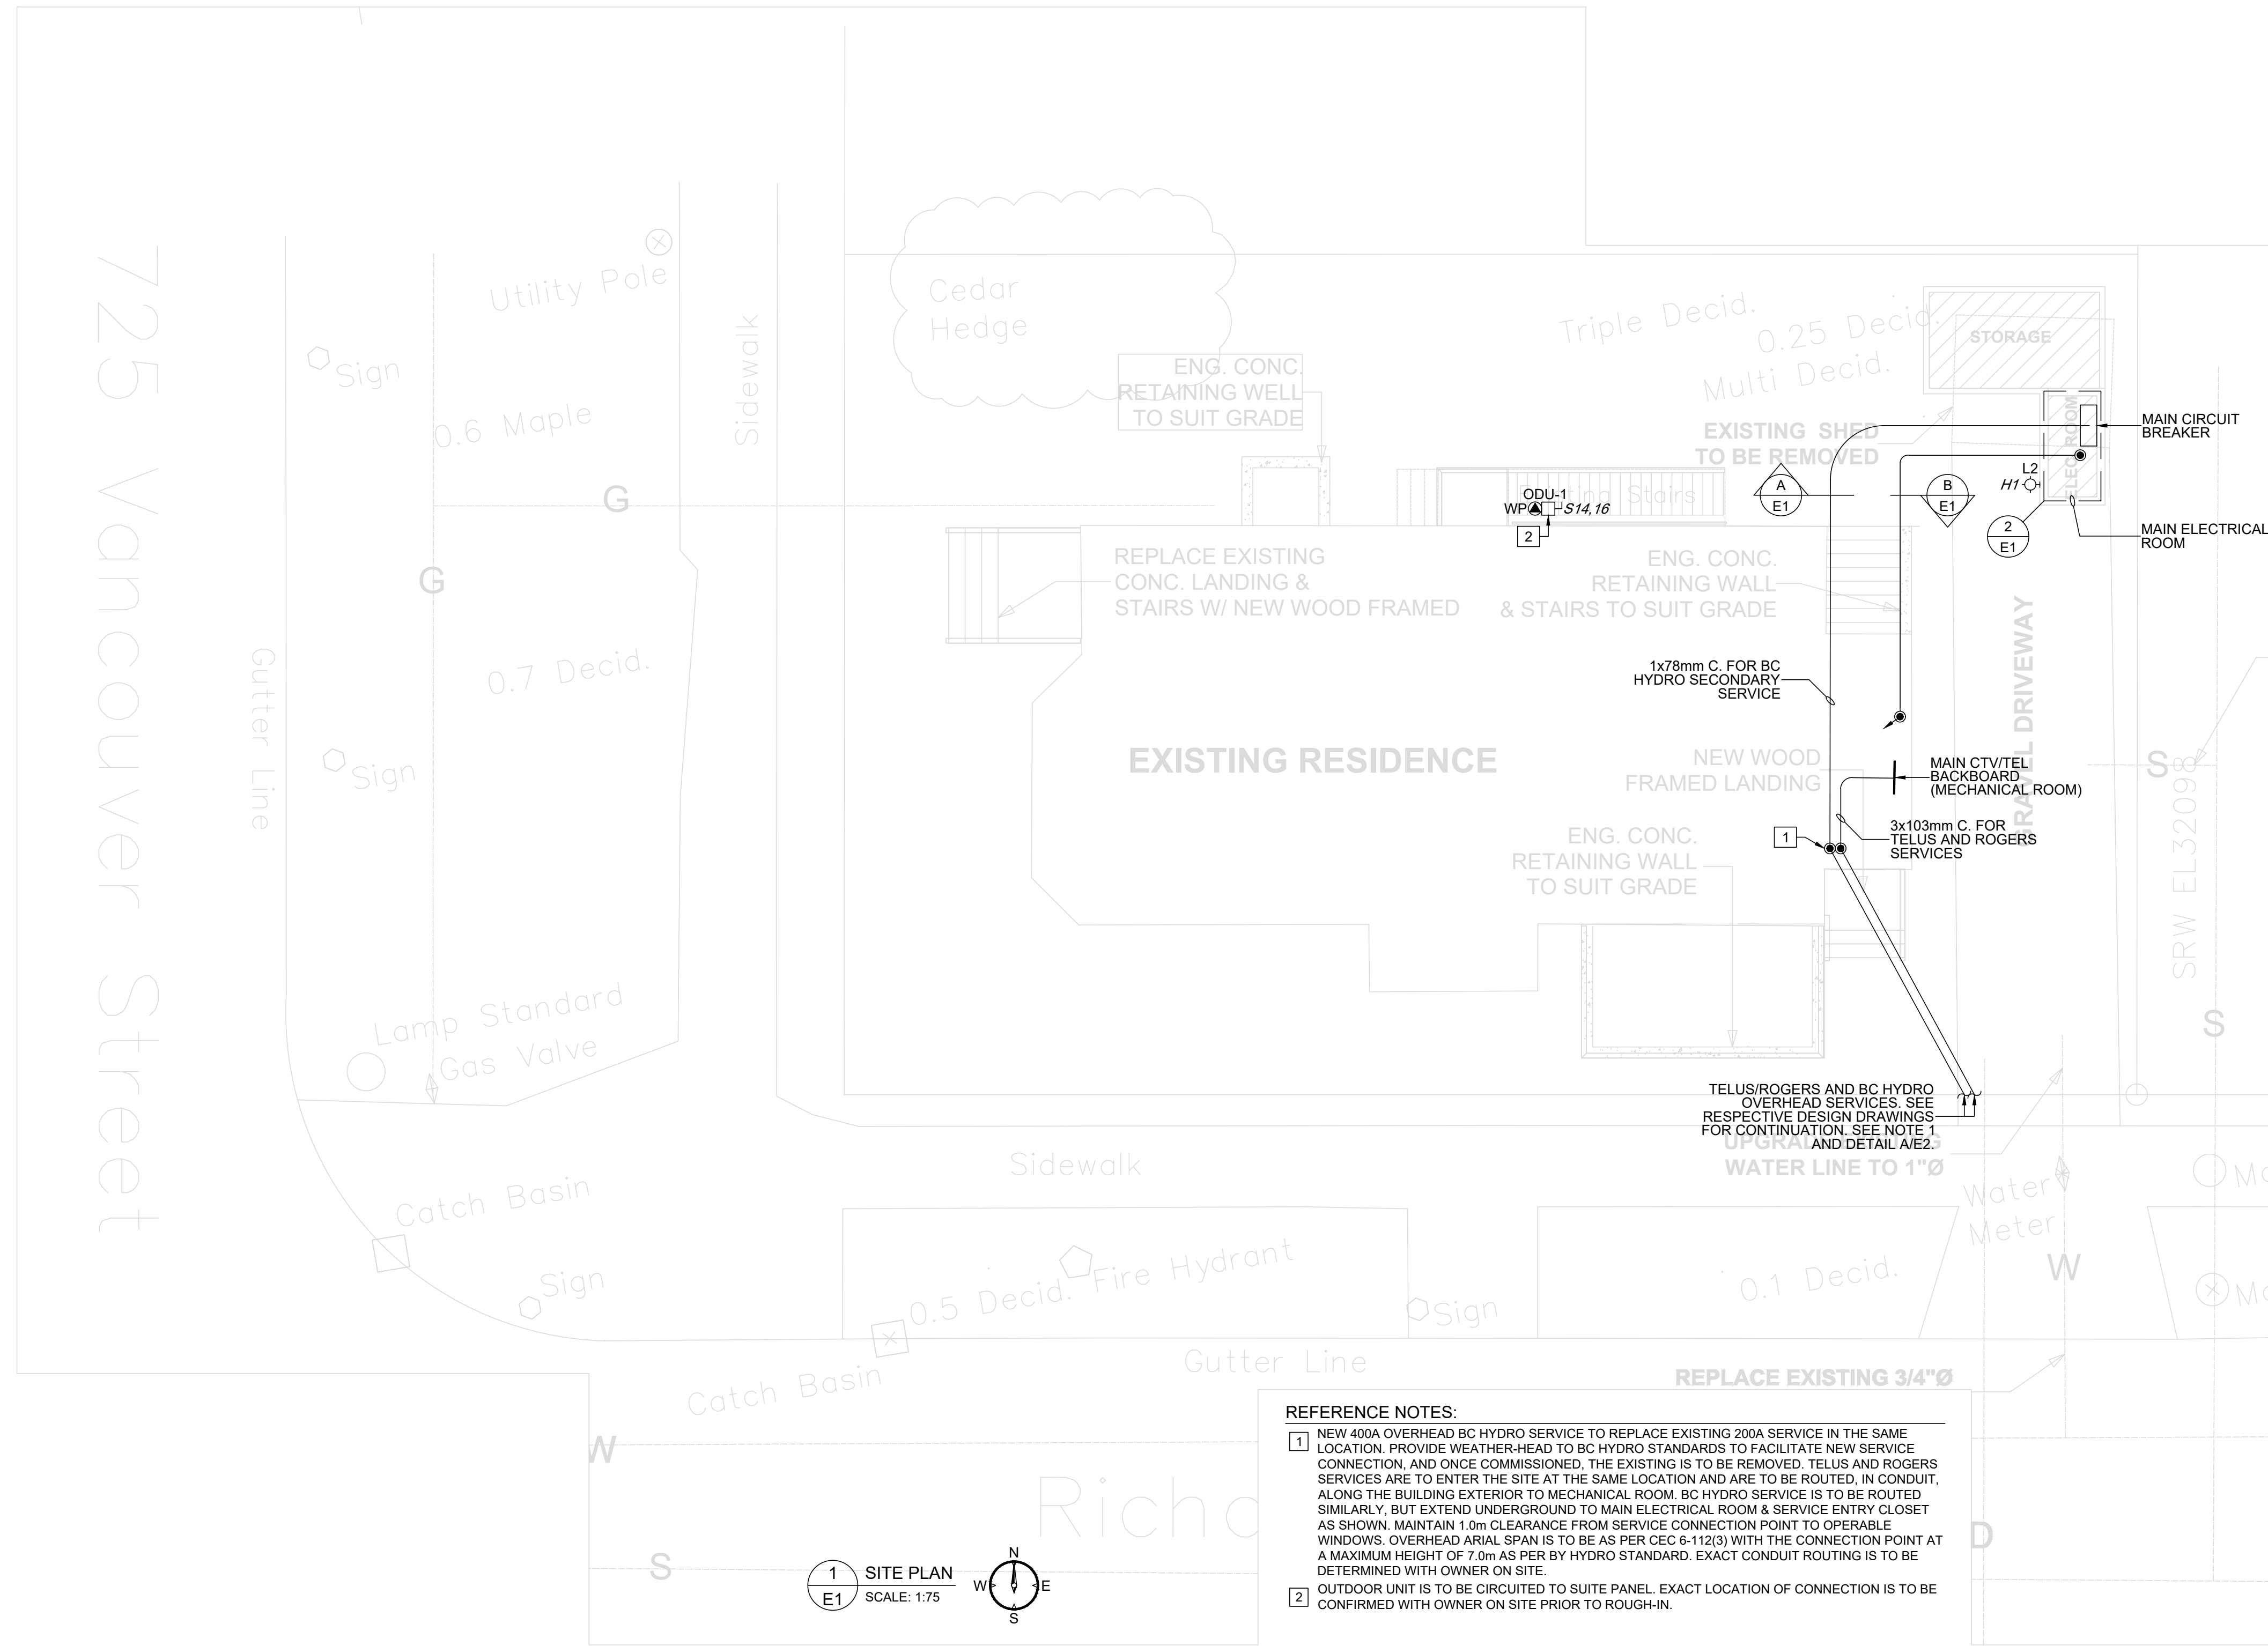 725 Vancouver Street
Utility Pole
Sign
0.6 Maple
G
G
Gutter Line
0.7 Decid.
Sign
Lamp Standard
Gas Valve
Sidewalk
Cedar
Hedge
ENG. CONC.
RETAINING WELL
TO SUIT GRADE
Triple Decid.
0.25 Decid.
Multi Decid.
STORAGE
EXISTING SHED
TO BE REMOVED
ELEC ROOM
MAIN CIRCUIT
BREAKER
L2
H1
A
E1
B
E1
2
E1
MAIN ELECTRICAL
ROOM
ODU-1
WP
S14,16
2
Stairs
REPLACE EXISTING
CONC. LANDING &
STAIRS W/ NEW WOOD FRAMED
ENG. CONC.
RETAINING WALL
& STAIRS TO SUIT GRADE
1x78mm C. FOR BC
HYDRO SECONDARY
SERVICE
EXISTING RESIDENCE
NEW WOOD
FRAMED LANDING
GRAVEL DRIVEWAY
MAIN CTV/TEL
BACKBOARD
(MECHANICAL ROOM)
S
SRW EL32098
1
3x103mm C. FOR
TELUS AND ROGERS
SERVICES
ENG. CONC.
RETAINING WALL
TO SUIT GRADE
S
TELUS/ROGERS AND BC HYDRO
OVERHEAD SERVICES. SEE
RESPECTIVE DESIGN DRAWINGS
FOR CONTINUATION. SEE NOTE 1
AND DETAIL A/E2.
WATER LINE TO 1"Ø
Sidewalk
Catch Basin
Sign
0.5 Decid.
Fire Hydrant
Sign
0.1 Decid.
Water
Meter
W
Gutter Line
Catch Basin
REPLACE EXISTING 3/4"Ø
W
S
D
REFERENCE NOTES:
1 NEW 400A OVERHEAD BC HYDRO SERVICE TO REPLACE EXISTING 200A SERVICE IN THE SAME
LOCATION. PROVIDE WEATHER-HEAD TO BC HYDRO STANDARDS TO FACILITATE NEW SERVICE
CONNECTION, AND ONCE COMMISSIONED, THE EXISTING IS TO BE REMOVED. TELUS AND ROGERS
SERVICES ARE TO ENTER THE SITE AT THE SAME LOCATION AND ARE TO BE ROUTED, IN CONDUIT,
ALONG THE BUILDING EXTERIOR TO MECHANICAL ROOM. BC HYDRO SERVICE IS TO BE ROUTED
SIMILARLY, BUT EXTEND UNDERGROUND TO MAIN ELECTRICAL ROOM & SERVICE ENTRY CLOSET
AS SHOWN. MAINTAIN 1.0m CLEARANCE FROM SERVICE CONNECTION POINT TO OPERABLE
WINDOWS. OVERHEAD ARIAL SPAN IS TO BE AS PER CEC 6-112(3) WITH THE CONNECTION POINT AT
A MAXIMUM HEIGHT OF 7.0m AS PER BY HYDRO STANDARD. EXACT CONDUIT ROUTING IS TO BE
DETERMINED WITH OWNER ON SITE.
2 OUTDOOR UNIT IS TO BE CIRCUITED TO SUITE PANEL. EXACT LOCATION OF CONNECTION IS TO BE
CONFIRMED WITH OWNER ON SITE PRIOR TO ROUGH-IN.
1
E1
SITE PLAN
SCALE: 1:75
N
W
E
S